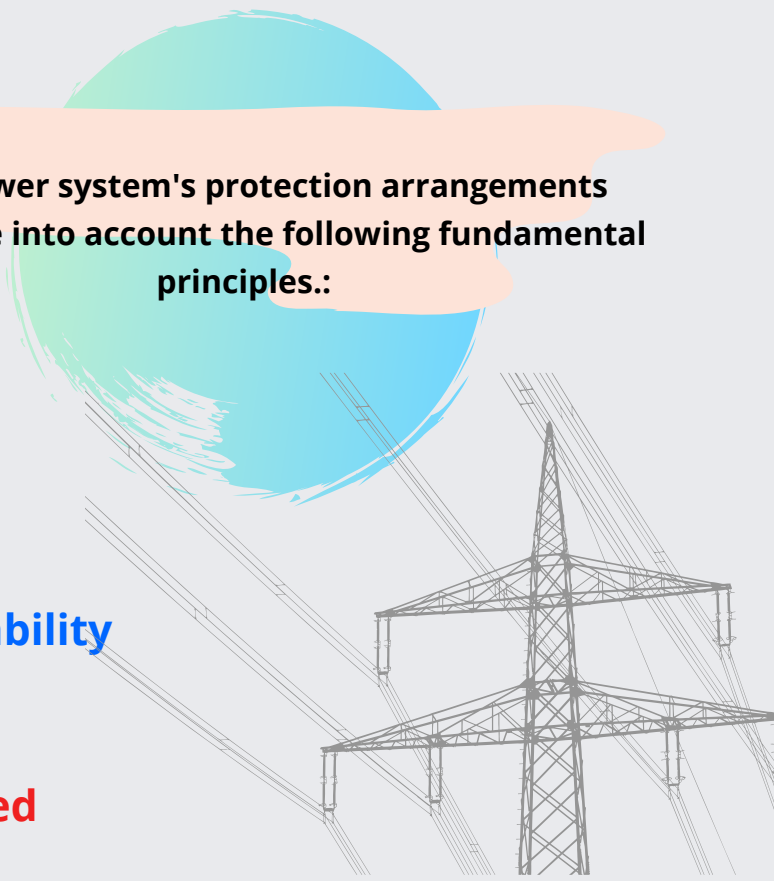 wer system's protection arrangements
e into account the following fundamental
principles.:
ability
ed